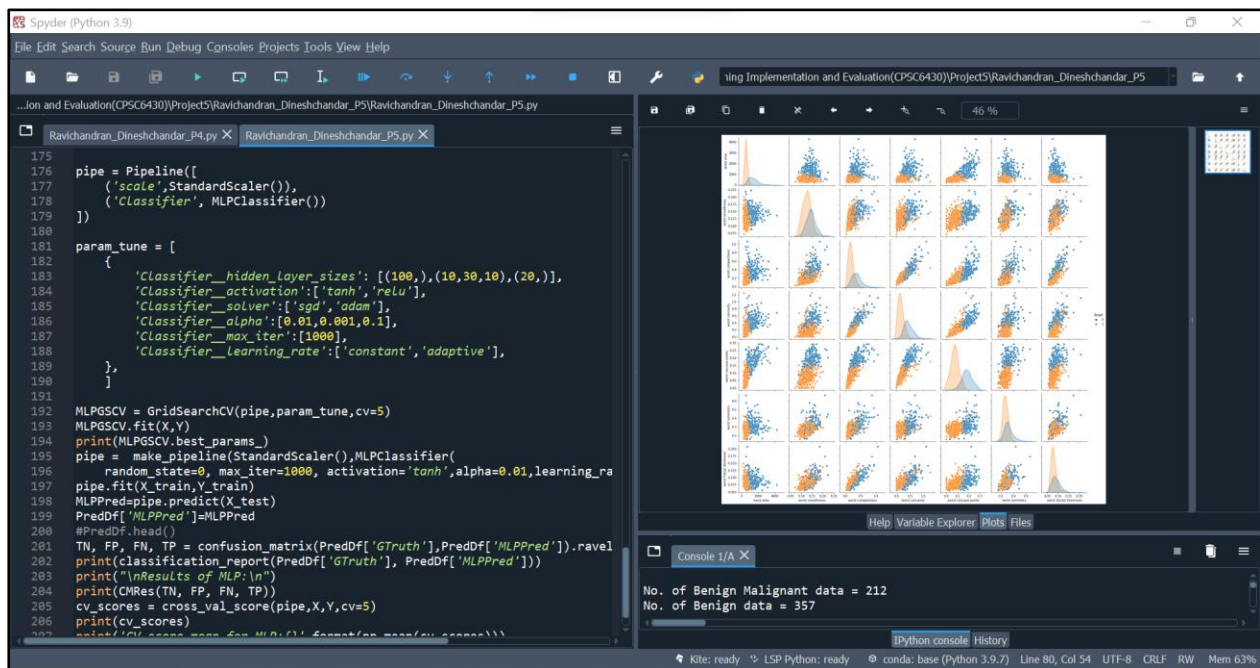 Spyder (Python 3.9)
File Edit Search Source Run Debug Consoles Projects Tools View Help
ning Implementation and Evaluation(CPSC6430)\Project5\Ravichandran_Dineshchandar_P5
...ion and Evaluation(CPSC6430)\Project5\Ravichandran_Dineshchandar_P5\Ravichandran_Dineshchandar_P5.py
46 %
Ravichandran_Dineshchandar_P4.py
Ravichandran_Dineshchandar_P5.py
175
176 pipe = Pipeline([
177     ('scale',StandardScaler()),
178     ('Classifier', MLPClassifier())
179 ])
180
181 param_tune = [
182     {
183         'Classifier__hidden_layer_sizes': [(100,),(10,30,10),(20,)],
184         'Classifier__activation':['tanh','relu'],
185         'Classifier__solver':['sgd','adam'],
186         'Classifier__alpha':[0.01,0.001,0.1],
187         'Classifier__max_iter':[1000],
188         'Classifier__learning_rate':['constant','adaptive'],
189     },
190     ]
191
192 MLPGSCV = GridSearchCV(pipe,param_tune,cv=5)
193 MLPGSCV.fit(X,Y)
194 print(MLPGSCV.best_params_)
195 pipe =  make_pipeline(StandardScaler(),MLPClassifier(
196     random_state=0, max_iter=1000, activation='tanh',alpha=0.01,learning_ra
197 pipe.fit(X_train,Y_train)
198 MLPPred=pipe.predict(X_test)
199 PredDf['MLPPred']=MLPPred
200 #PredDf.head()
201 TN, FP, FN, TP = confusion_matrix(PredDf['GTruth'],PredDf['MLPPred']).ravel
202 print(classification_report(PredDf['GTruth'], PredDf['MLPPred']))
203 print("\nResults of MLP:\n")
204 print(CMRes(TN, FP, FN, TP))
205 cv_scores = cross_val_score(pipe,X,Y,cv=5)
206 print(cv_scores)
Help Variable Explorer Plots Files
Console 1/A
No. of Benign Malignant data = 212
No. of Benign data = 357
IPython console History
Kite: ready LSP Python: ready conda: base (Python 3.9.7) Line 80, Col 54 UTF-8 CRLF RW Mem 63%